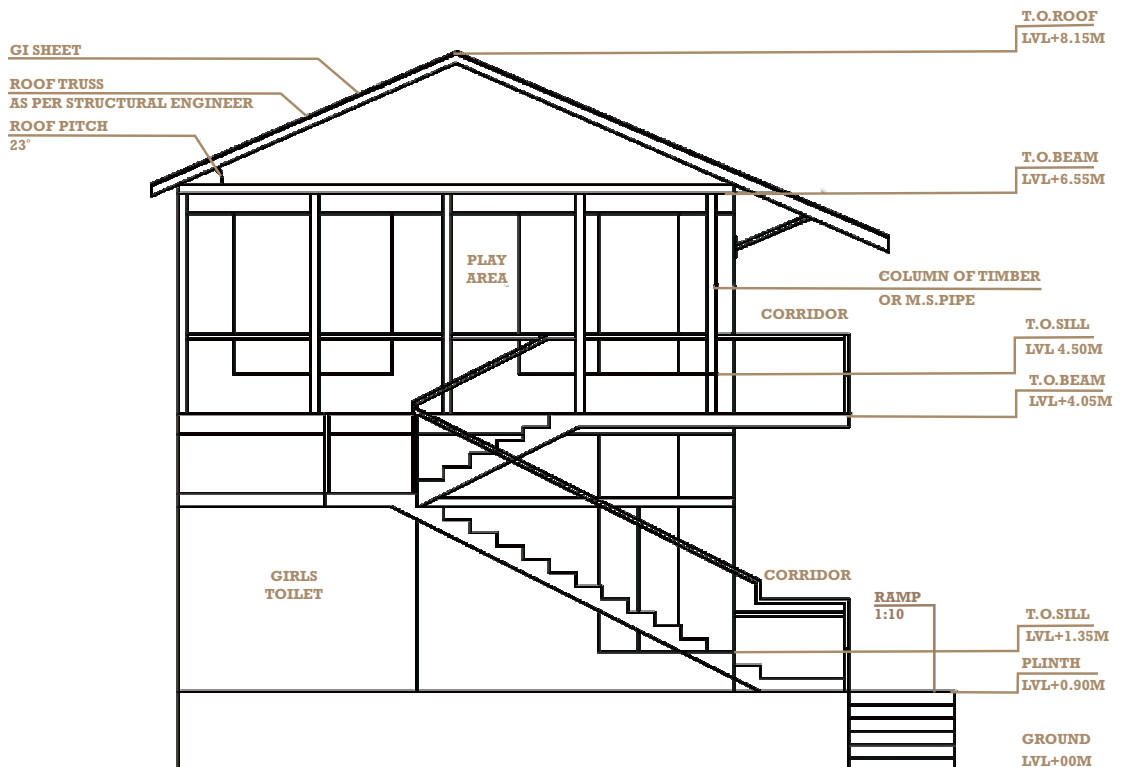 T.O.ROOF
LVL+8.15M
GI SHEET
ROOF TRUSS
AS PER STRUCTURAL ENGINEER
ROOF PITCH
23°
T.O.BEAM
LVL+6.55M
PLAY
AREA
COLUMN OF TIMBER
OR M.S.PIPE
CORRIDOR
T.O.SILL
LVL 4.50M
T.O.BEAM
LVL+4.05M
GIRLS
TOILET
CORRIDOR
RAMP
1:10
T.O.SILL
LVL+1.35M
PLINTH
LVL+0.90M
GROUND
LVL+00M